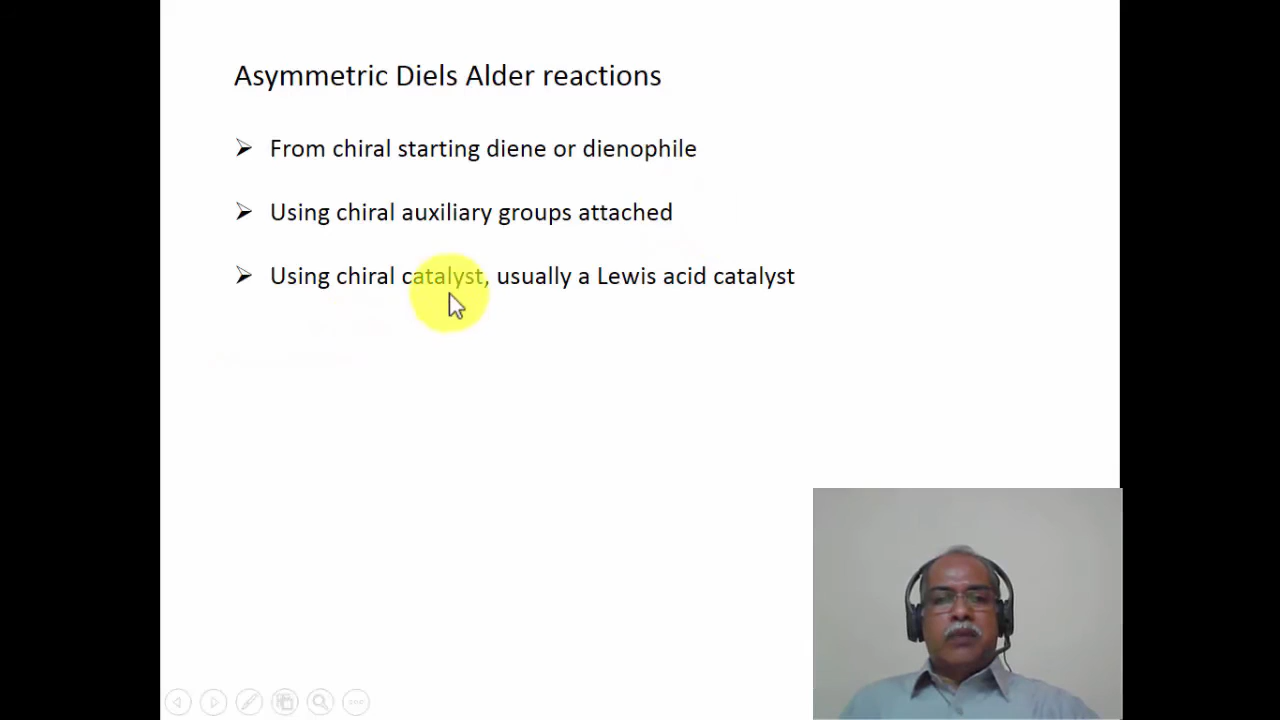 Asymmetric Diels Alder reactions
From chiral starting diene or dienophile
Using chiral auxiliary groups attached
Using chiral catalyst, usually a Lewis acid catalyst